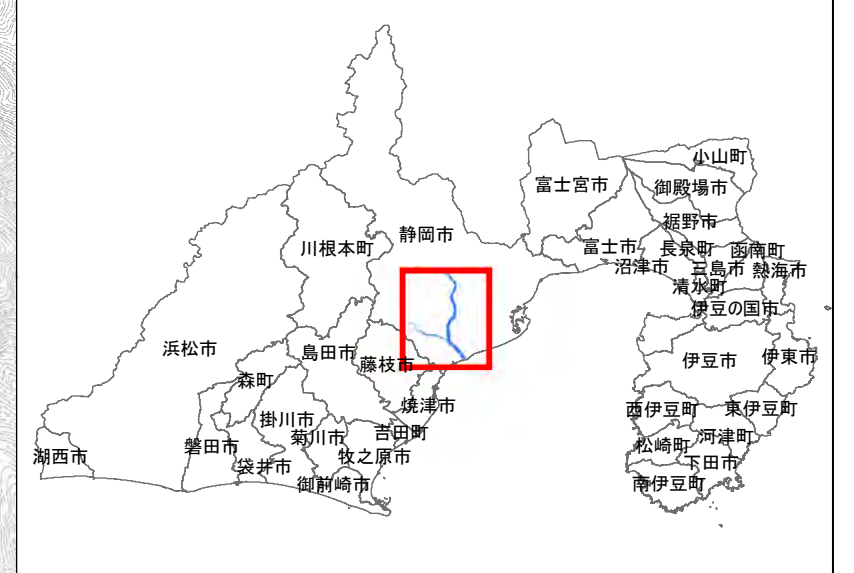 小山町
富士宮市
御殿場市
裾野市
静岡市
川根本町
富士市
長泉町
函南町
沼津市
三島市
熱海市
清水町
伊豆の国市
浜松市
島田市
藤枝市
伊豆市
伊東市
森町
焼津市
西伊豆町
東伊豆町
掛川市
菊川市
吉田町
河津町
磐田市
松崎町
湖西市
袋井市
牧之原市
下田市
御前崎市
南伊豆町